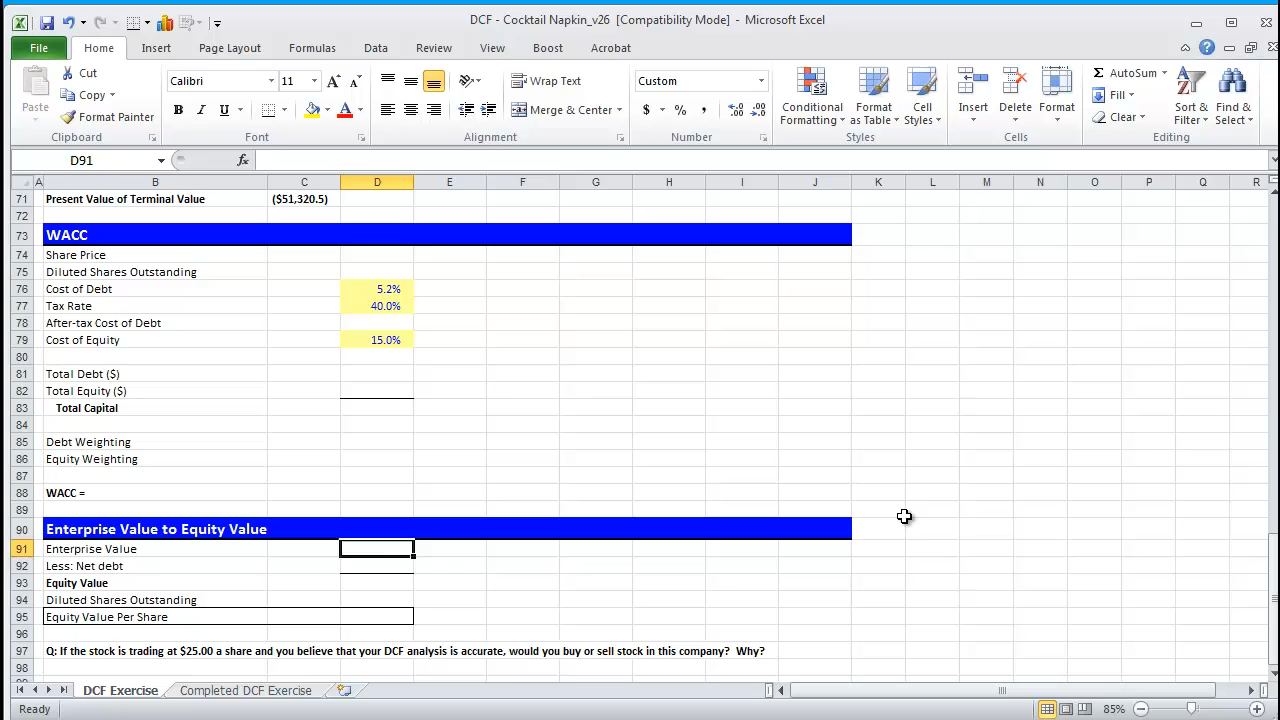 DCF - Cocktail Napkin_v26 [Compatibility Mode] - Microsoft Excel
File Home Insert Page Layout Formulas Data Review View Boost Acrobat
Paste
Cut
Copy
Format Painter
Clipboard
Calibri 11
B I U
Font
Wrap Text
Merge & Center
Alignment
Custom
$ % ,
Number
Conditional Formatting
Format as Table
Cell Styles
Styles
Insert Delete Format
Cells
AutoSum
Fill
Clear
Sort & Filter
Find & Select
Editing
D91 fx
A B C D E F G H I J K L M N O P Q R
71 Present Value of Terminal Value ($51,320.5)
72
73 WACC
74 Share Price
75 Diluted Shares Outstanding
76 Cost of Debt 5.2%
77 Tax Rate 40.0%
78 After-tax Cost of Debt
79 Cost of Equity 15.0%
80
81 Total Debt ($)
82 Total Equity ($)
83 Total Capital
84
85 Debt Weighting
86 Equity Weighting
87
88 WACC =
89
90 Enterprise Value to Equity Value
91 Enterprise Value
92 Less: Net debt
93 Equity Value
94 Diluted Shares Outstanding
95 Equity Value Per Share
96
97 Q: If the stock is trading at $25.00 a share and you believe that your DCF analysis is accurate, would you buy or sell stock in this company? Why?
98
DCF Exercise Completed DCF Exercise
Ready 85%